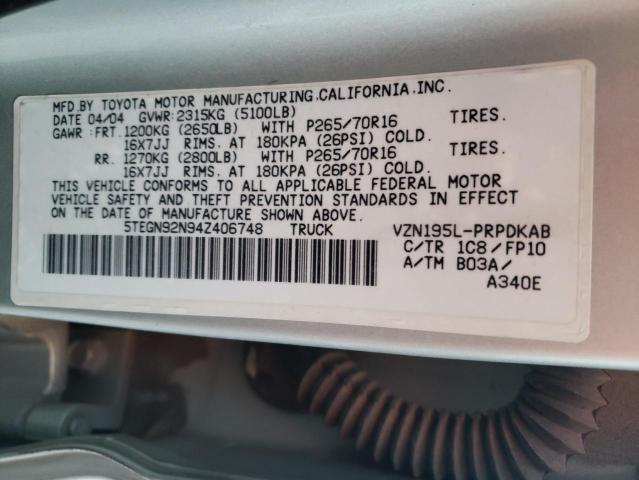 MFD.BY TOYOTA MOTOR MANUFACTURING.CALIFORNIA.INC.
DATE 04/04 GVWR:2315KG (5100LB)
GAWR:FRT.1200KG (2650LB) WITH P265/70R16 TIRES.
16X7JJ RIMS. AT 180KPA (26PSI) COLD.
RR. 1270KG (2800LB) WITH P265/70R16 TIRES.
16X7JJ RIMS. AT 180KPA (26PSI) COLD.
THIS VEHICLE CONFORMS TO ALL APPLICABLE FEDERAL MOTOR
VEHICLE SAFETY AND THEFT PREVENTION STANDARDS IN EFFECT
ON THE DATE OF MANUFACTURE SHOWN ABOVE.
5TEGN92N94Z406748 TRUCK VZN195L-PRPDKAB
C/TR 1C8/FP10
A/TM B03A/
A340E